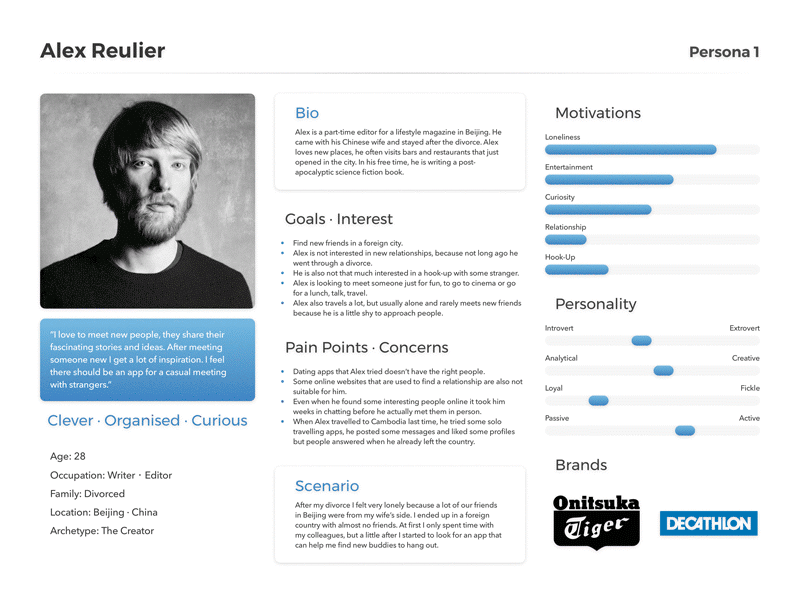 Alex Reulier
Persona 1
“I love to meet new people, they share their
fascinating stories and ideas. After meeting
someone new I get a lot of inspiration. I feel
there should be an app for a casual meeting
with strangers.”
Clever · Organised · Curious
Age: 28
Occupation: Writer · Editor
Family: Divorced
Location: Beijing · China
Archetype: The Creator
Bio
Alex is a part-time editor for a lifestyle magazine in Beijing. He
came with his Chinese wife and stayed after the divorce. Alex
loves new places, he often visits bars and restaurants that just
opened in the city. In his free time, he is writing a post-
apocalyptic science fiction book.
Goals · Interest
• Find new friends in a foreign city.
• Alex is not interested in new relationships, because not long ago he
went through a divorce.
• He is also not that much interested in a hook-up with some stranger.
• Alex is looking to meet someone just for fun, to go to cinema or go
for a lunch, talk, travel.
• Alex also travels a lot, but usually alone and rarely meets new friends
because he is a little shy to approach people.
Pain Points · Concerns
• Dating apps that Alex tried doesn’t have the right people.
• Some online websites that are used to find a relationship are also not
suitable for him.
• Even when he found some interesting people online it took him
weeks in chatting before he actually met them in person.
• When Alex travelled to Cambodia last time, he tried some solo
travelling apps, he posted some messages and liked some profiles
but people answered when he already left the country.
Scenario
After my divorce I felt very lonely because a lot of our friends
in Beijing were from my wife’s side. I ended up in a foreign
country with almost no friends. At first I only spent time with
my colleagues, but a little after I started to look for an app that
can help me find new buddies to hang out.
Motivations
Loneliness
Entertainment
Curiosity
Relationship
Hook-Up
Personality
Introvert Extrovert
Analytical Creative
Loyal Fickle
Passive Active
Brands
Onitsuka
Tiger
DECATHLON